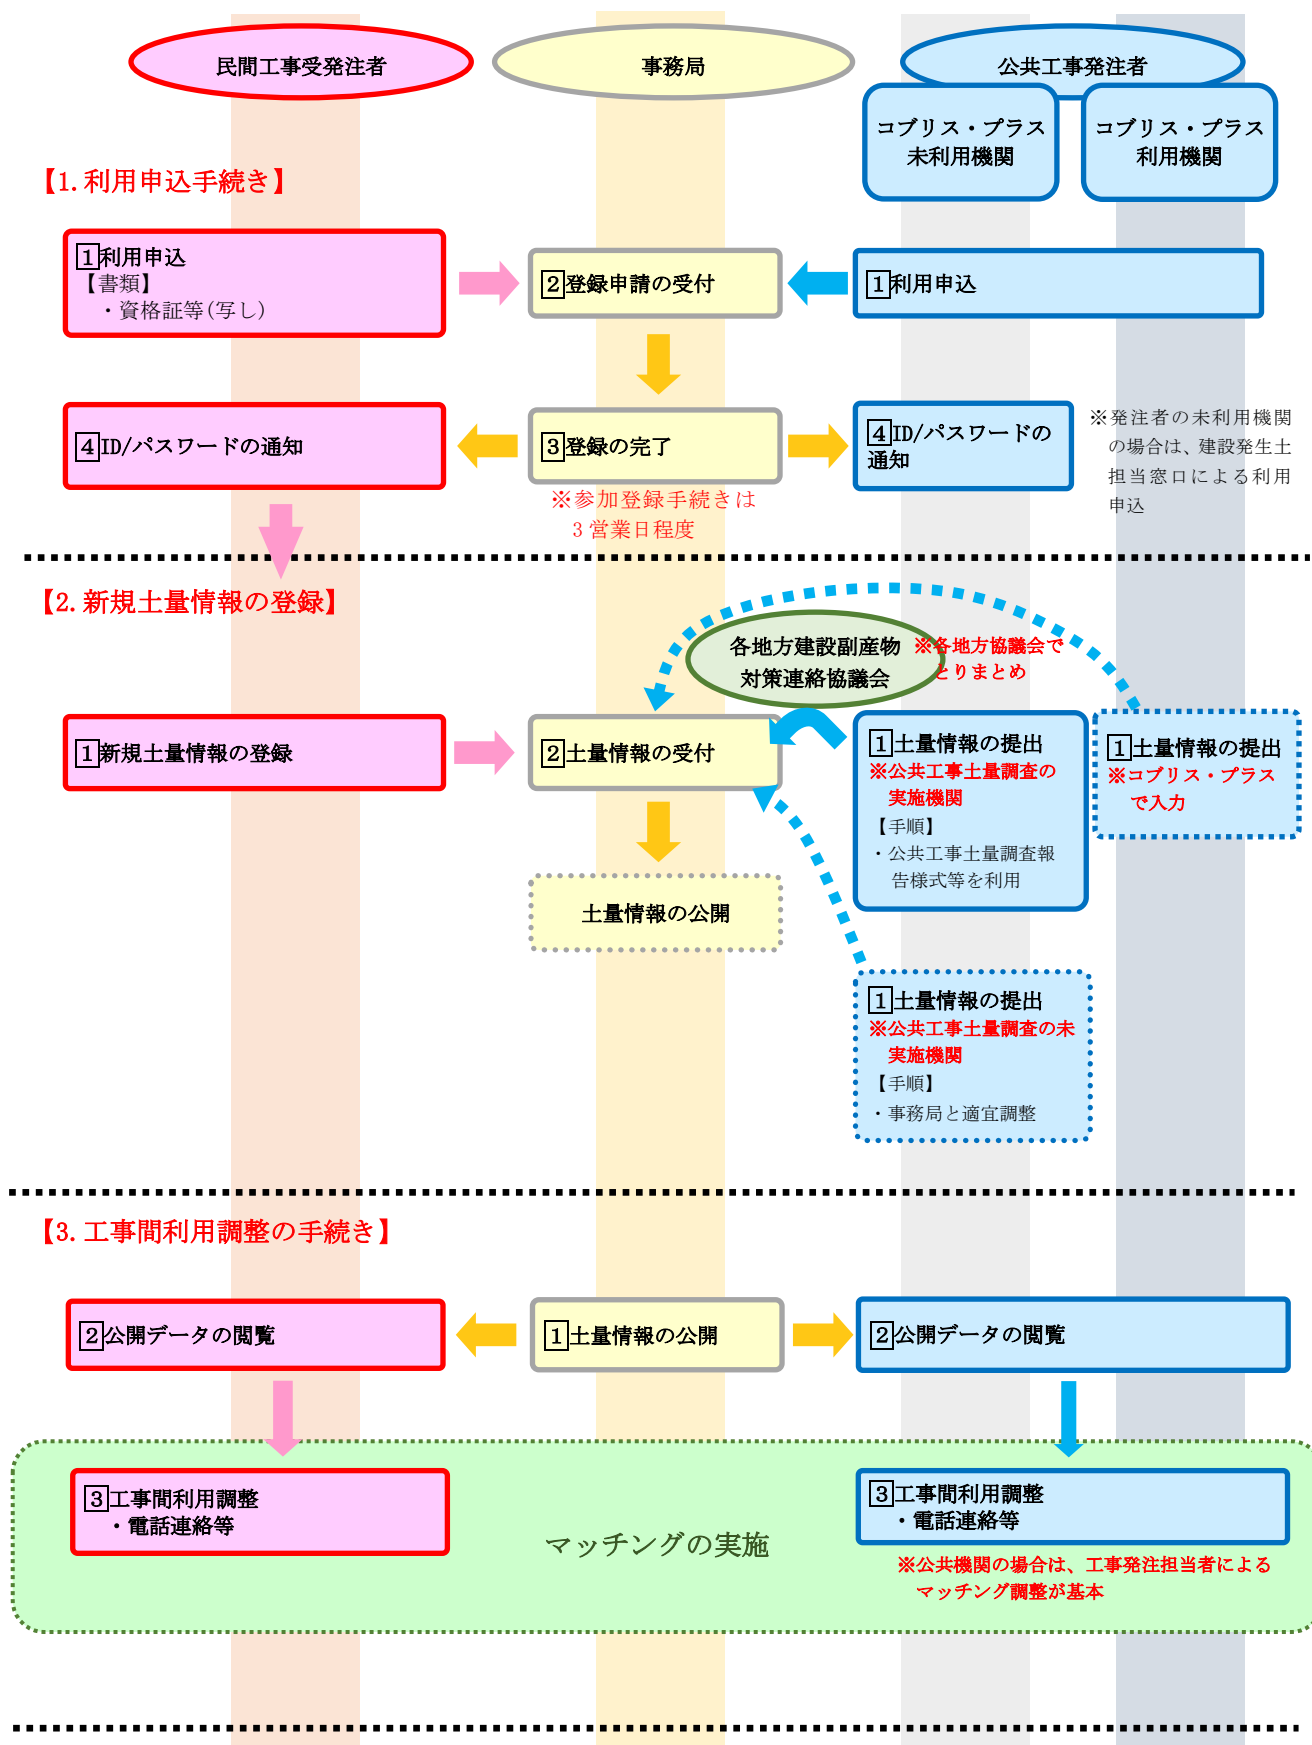 民間工事受発注者
事務局
公共工事発注者
コブリス・プラス
未利用機関
コブリス・プラス
利用機関
【1.利用申込手続き】
1利用申込
【書類】
・資格証等(写し)
2登録申請の受付
1利用申込
4ID/パスワードの通知
3登録の完了
4ID/パスワードの
通知
※発注者の未利用機関
の場合は、建設発生土
担当窓口による利用
申込
※参加登録手続きは
3営業日程度
【2.新規土量情報の登録】
各地方建設副産物
対策連絡協議会
※各地方協議会で
とりまとめ
1新規土量情報の登録
2土量情報の受付
1土量情報の提出
※公共工事土量調査の
実施機関
【手順】
・公共工事土量調査報
告様式等を利用
1土量情報の提出
※コブリス・プラス
で入力
土量情報の公開
1土量情報の提出
※公共工事土量調査の未
実施機関
【手順】
・事務局と適宜調整
【3.工事間利用調整の手続き】
2公開データの閲覧
1土量情報の公開
2公開データの閲覧
3工事間利用調整
・電話連絡等
マッチングの実施
3工事間利用調整
・電話連絡等
※公共機関の場合は、工事発注担当者による
マッチング調整が基本